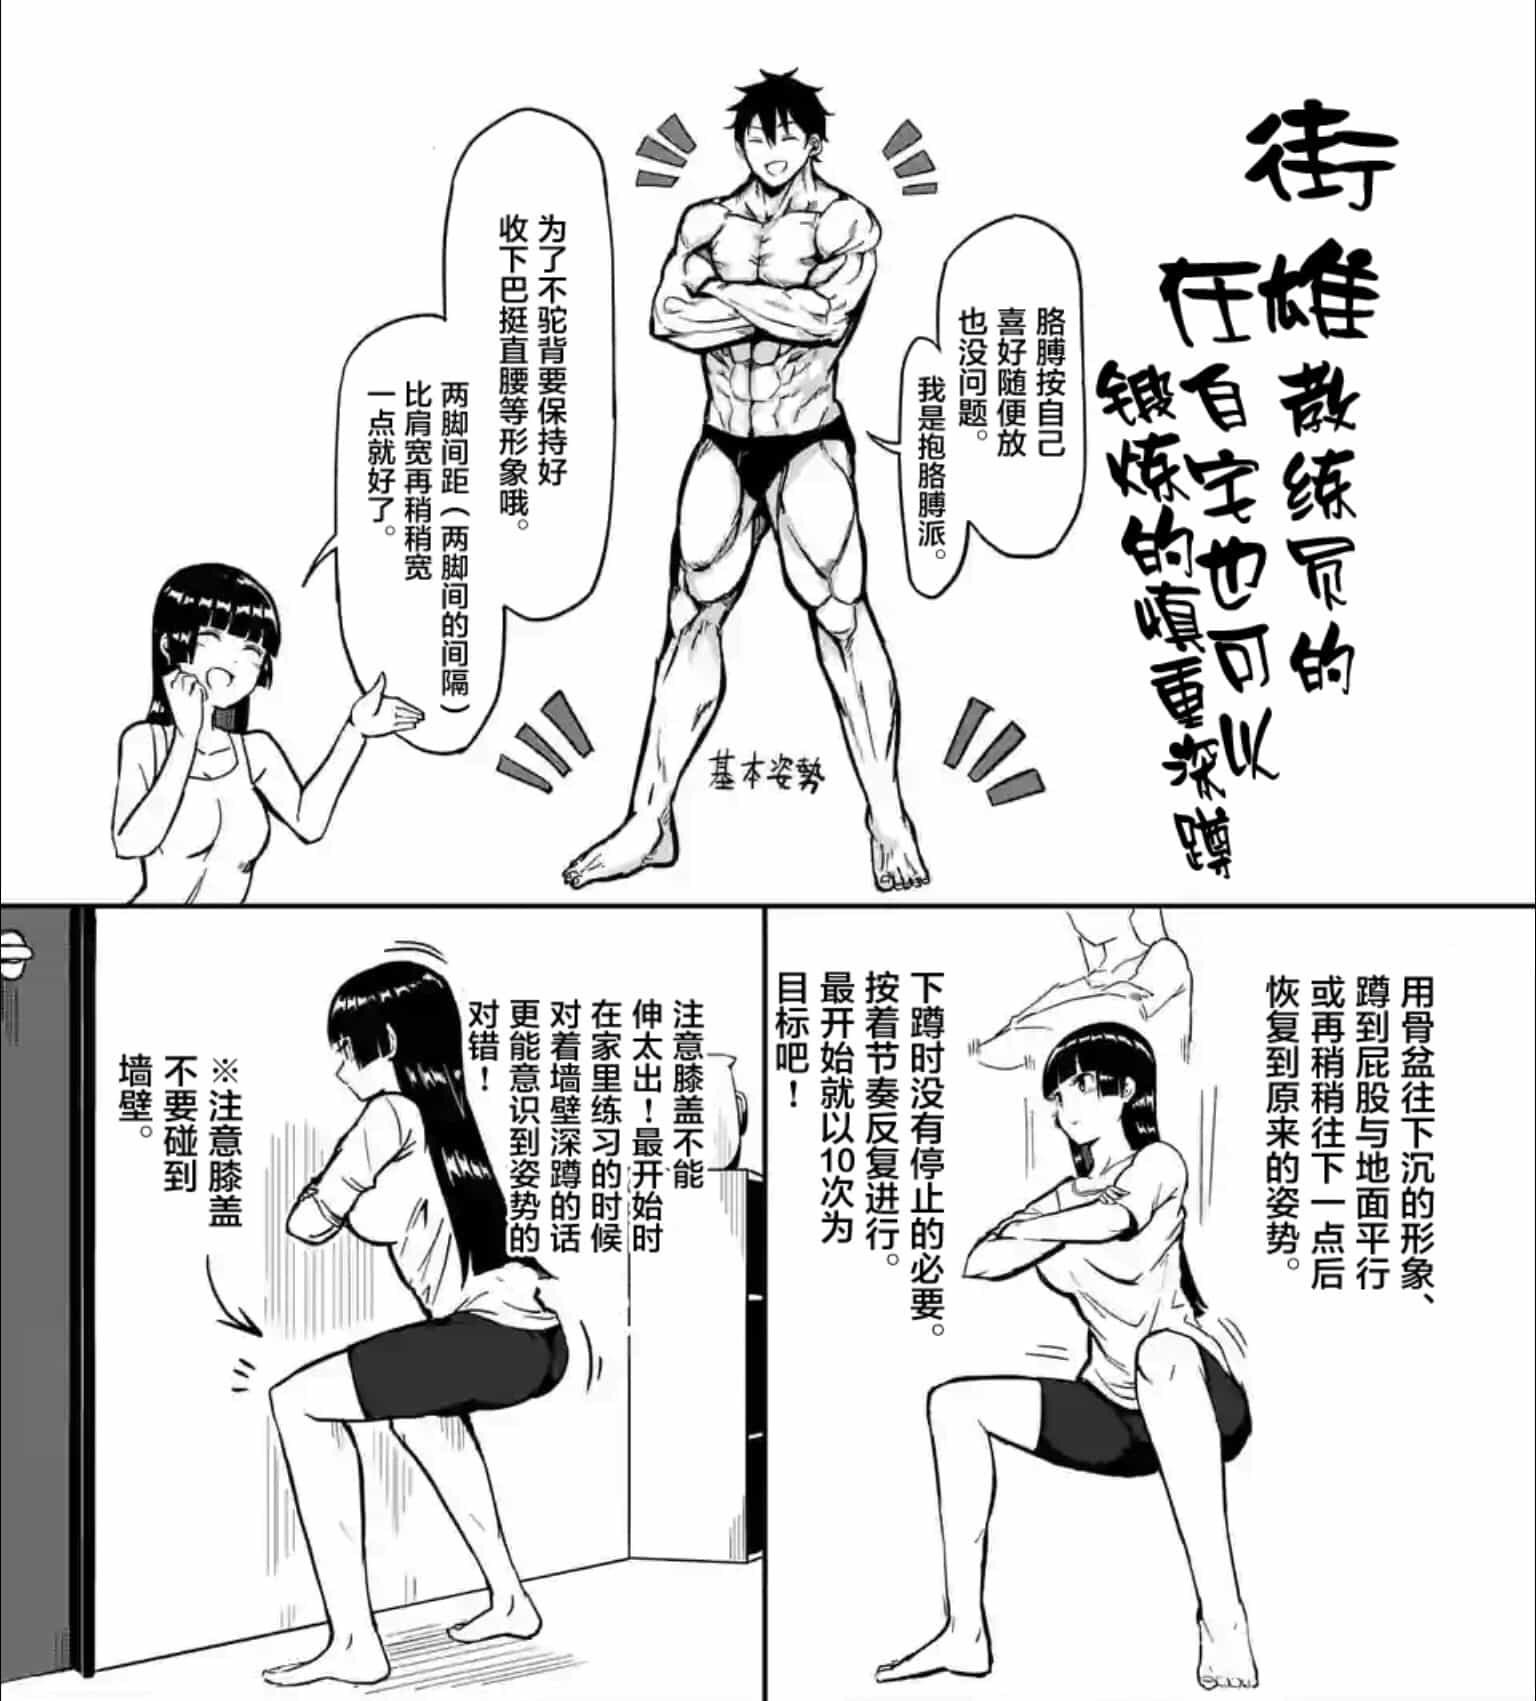 街雄教练员的
在自宅也可以
锻炼的慎重深蹲
胳膊按自己
喜好随便放
也没问题。
我是抱胳膊派。
为了不驼背要保持好
收下巴挺直腰等形象哦。
两脚间距（两脚间的间隔）
比肩宽再稍稍宽
一点就好了。
基本姿势
用骨盆往下沉的形象、
蹲到屁股与地面平行
或再稍稍往下一点后
恢复到原来的姿势。
下蹲时没有停止的必要。
按着节奏反复进行。
最开始就以10次为
目标吧！
注意膝盖不能
伸太出！最开始时
在家里练习的时候
对着墙壁深蹲的话
更能意识到姿势的
对错！
※注意膝盖
不要碰到
墙壁。